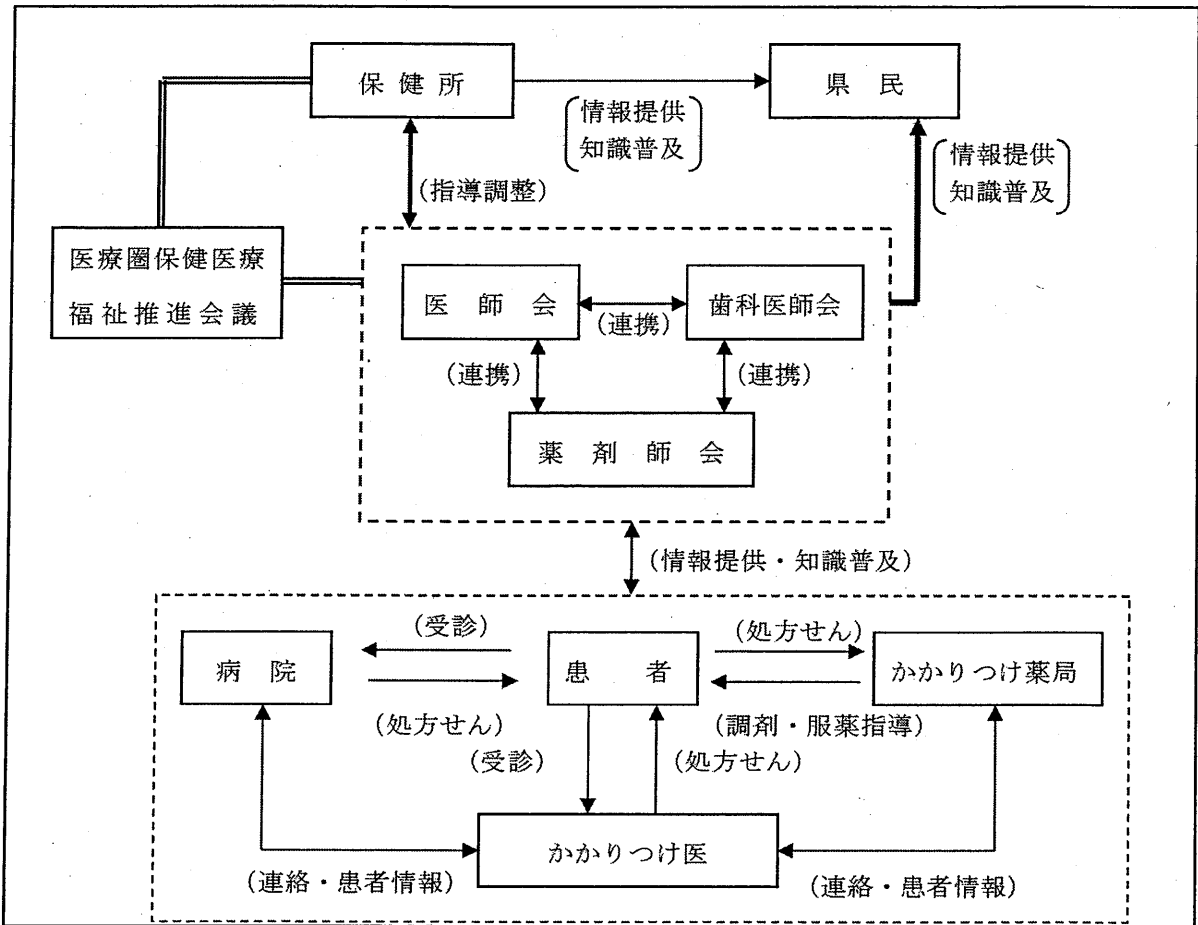 保健所
県民
情報提供
知識普及
情報提供
知識普及
(指導調整)
医療圏保健医療
福祉推進会議
医師会
歯科医師会
(連携)
(連携)
(連携)
薬剤師会
(情報提供・知識普及)
(受診)
(処方せん)
病院
患者
かかりつけ薬局
(処方せん)
(調剤・服薬指導)
(受診)
(処方せん)
かかりつけ医
(連絡・患者情報)
(連絡・患者情報)